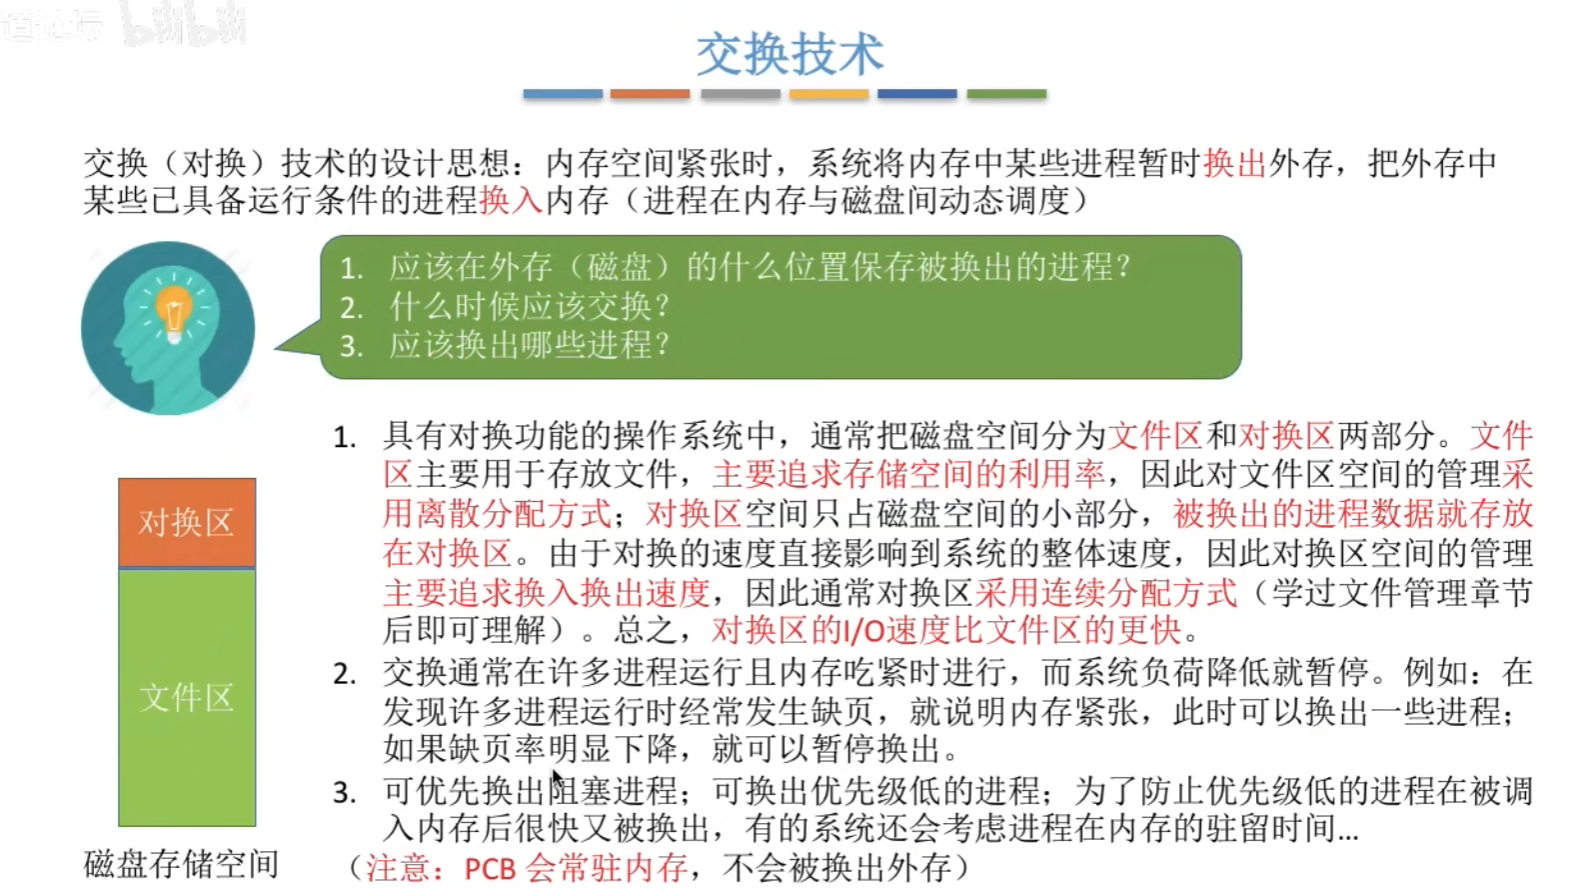 道论坛 bilibili
交换技术
交换（对换）技术的设计思想：内存空间紧张时，系统将内存中某些进程暂时换出外存，把外存中
某些已具备运行条件的进程换入内存（进程在内存与磁盘间动态调度）
1. 应该在外存（磁盘）的什么位置保存被换出的进程？
2. 什么时候应该交换？
3. 应该换出哪些进程？
1. 具有对换功能的操作系统中，通常把磁盘空间分为文件区和对换区两部分。文件
区主要用于存放文件，主要追求存储空间的利用率，因此对文件区空间的管理采
用离散分配方式；对换区空间只占磁盘空间的小部分，被换出的进程数据就存放
在对换区。由于对换的速度直接影响到系统的整体速度，因此对换区空间的管理
主要追求换入换出速度，因此通常对换区采用连续分配方式（学过文件管理章节
后即可理解）。总之，对换区的I/O速度比文件区的更快。
2. 交换通常在许多进程运行且内存吃紧时进行，而系统负荷降低就暂停。例如：在
发现许多进程运行时经常发生缺页，就说明内存紧张，此时可以换出一些进程；
如果缺页率明显下降，就可以暂停换出。
3. 可优先换出阻塞进程；可换出优先级低的进程；为了防止优先级低的进程在被调
入内存后很快又被换出，有的系统还会考虑进程在内存的驻留时间…
（注意：PCB 会常驻内存，不会被换出外存）
对换区
文件区
磁盘存储空间